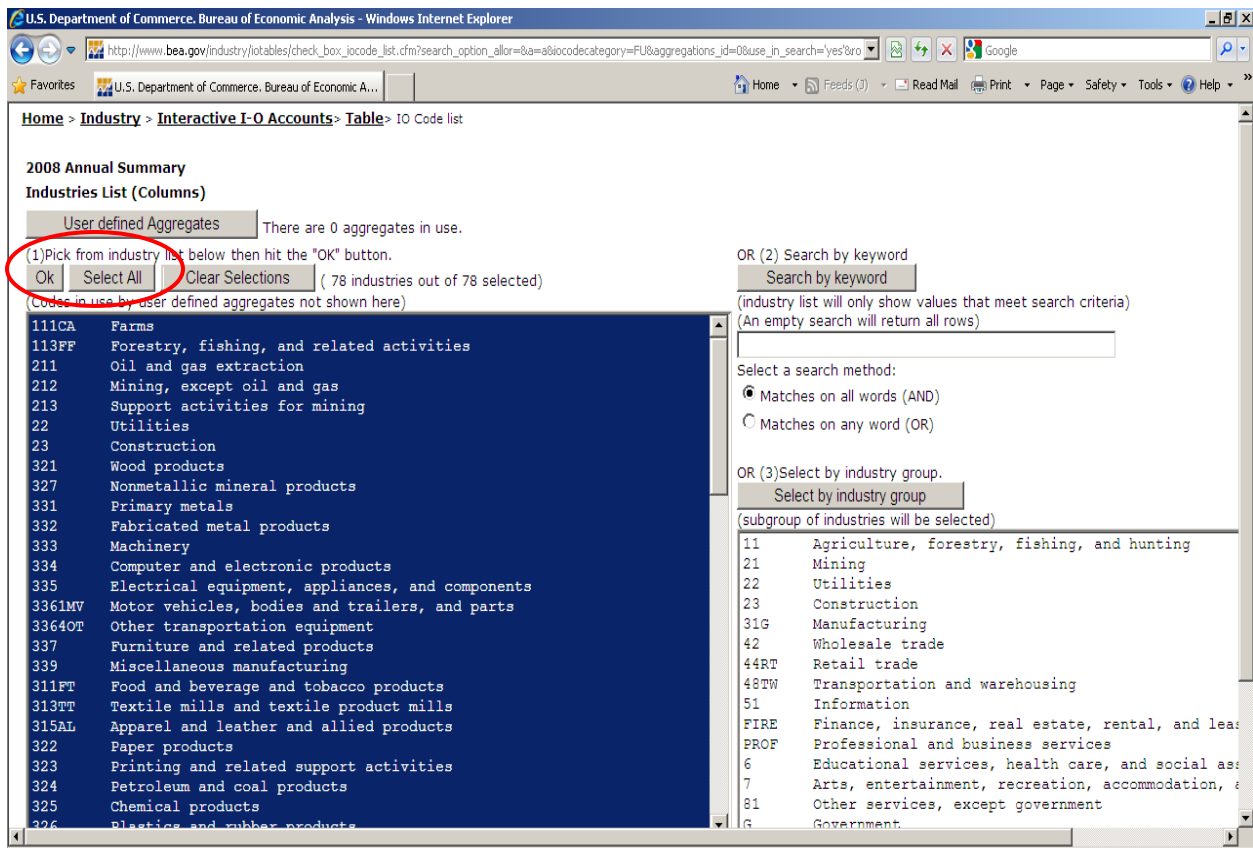 U.S. Department of Commerce. Bureau of Economic Analysis - Windows Internet Explorer
http://www.bea.gov/industry/iotables/check_box_iocode_list.cfm?search_option_allor=&a=a&iocodecategory=FU&aggregations_id=0&use_in_search='yes'&ro
Google
Favorites U.S. Department of Commerce. Bureau of Economic A... Home Feeds (J) Read Mail Print Page Safety Tools Help »
Home > Industry > Interactive I-O Accounts> Table> IO Code list
2008 Annual Summary
Industries List (Columns)
User defined Aggregates There are 0 aggregates in use.
(1)Pick from industry list below then hit the "OK" button.
Ok Select All Clear Selections ( 78 industries out of 78 selected)
(Codes in use by user defined aggregates not shown here)
111CA Farms
113FF Forestry, fishing, and related activities
211 Oil and gas extraction
212 Mining, except oil and gas
213 Support activities for mining
22 Utilities
23 Construction
321 Wood products
327 Nonmetallic mineral products
331 Primary metals
332 Fabricated metal products
333 Machinery
334 Computer and electronic products
335 Electrical equipment, appliances, and components
3361MV Motor vehicles, bodies and trailers, and parts
3364OT Other transportation equipment
337 Furniture and related products
339 Miscellaneous manufacturing
311FT Food and beverage and tobacco products
313TT Textile mills and textile product mills
315AL Apparel and leather and allied products
322 Paper products
323 Printing and related support activities
324 Petroleum and coal products
325 Chemical products
326 Plastics and rubber products
OR (2) Search by keyword
Search by keyword
(industry list will only show values that meet search criteria)
(An empty search will return all rows)
Select a search method:
Matches on all words (AND)
Matches on any word (OR)
OR (3)Select by industry group.
Select by industry group
(subgroup of industries will be selected)
11 Agriculture, forestry, fishing, and hunting
21 Mining
22 Utilities
23 Construction
31G Manufacturing
42 Wholesale trade
44RT Retail trade
48TW Transportation and warehousing
51 Information
FIRE Finance, insurance, real estate, rental, and leas
PROF Professional and business services
6 Educational services, health care, and social ass
7 Arts, entertainment, recreation, accommodation, a
81 Other services, except government
G Government